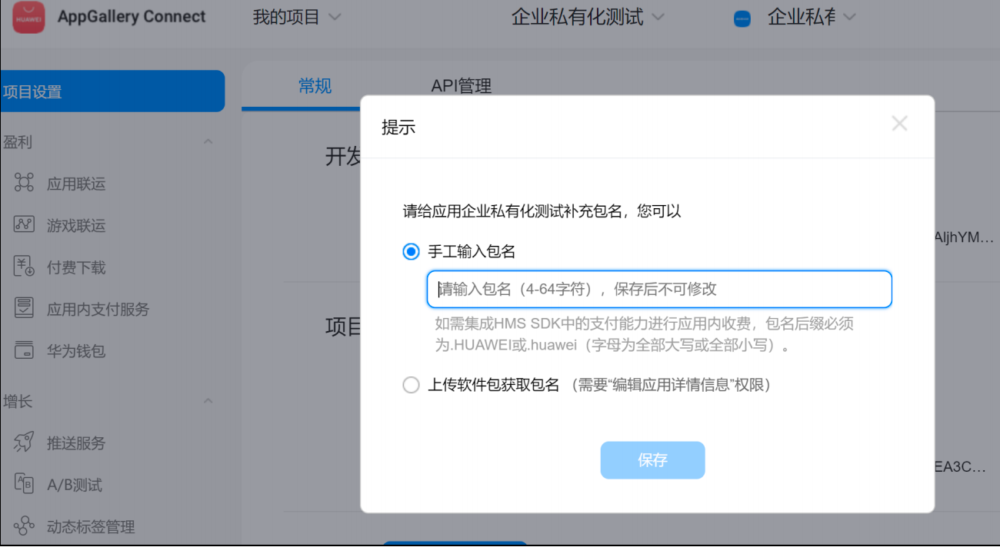 HUAWEI
AppGallery Connect
我的项目
企业私有化测试
企业私有
项目设置
常规
API管理
盈利
应用联运
游戏联运
付费下载
应用内支付服务
华为钱包
增长
推送服务
A/B测试
动态标签管理
开发
项目
AljhYM...
EA3C...
提示
请给应用企业私有化测试补充包名，您可以
手工输入包名
请输入包名（4-64字符），保存后不可修改
如需集成HMS SDK中的支付能力进行应用内收费，包名后缀必须
为.HUAWEI或.huawei（字母为全部大写或全部小写）。
上传软件包获取包名 （需要“编辑应用详情信息”权限）
保存